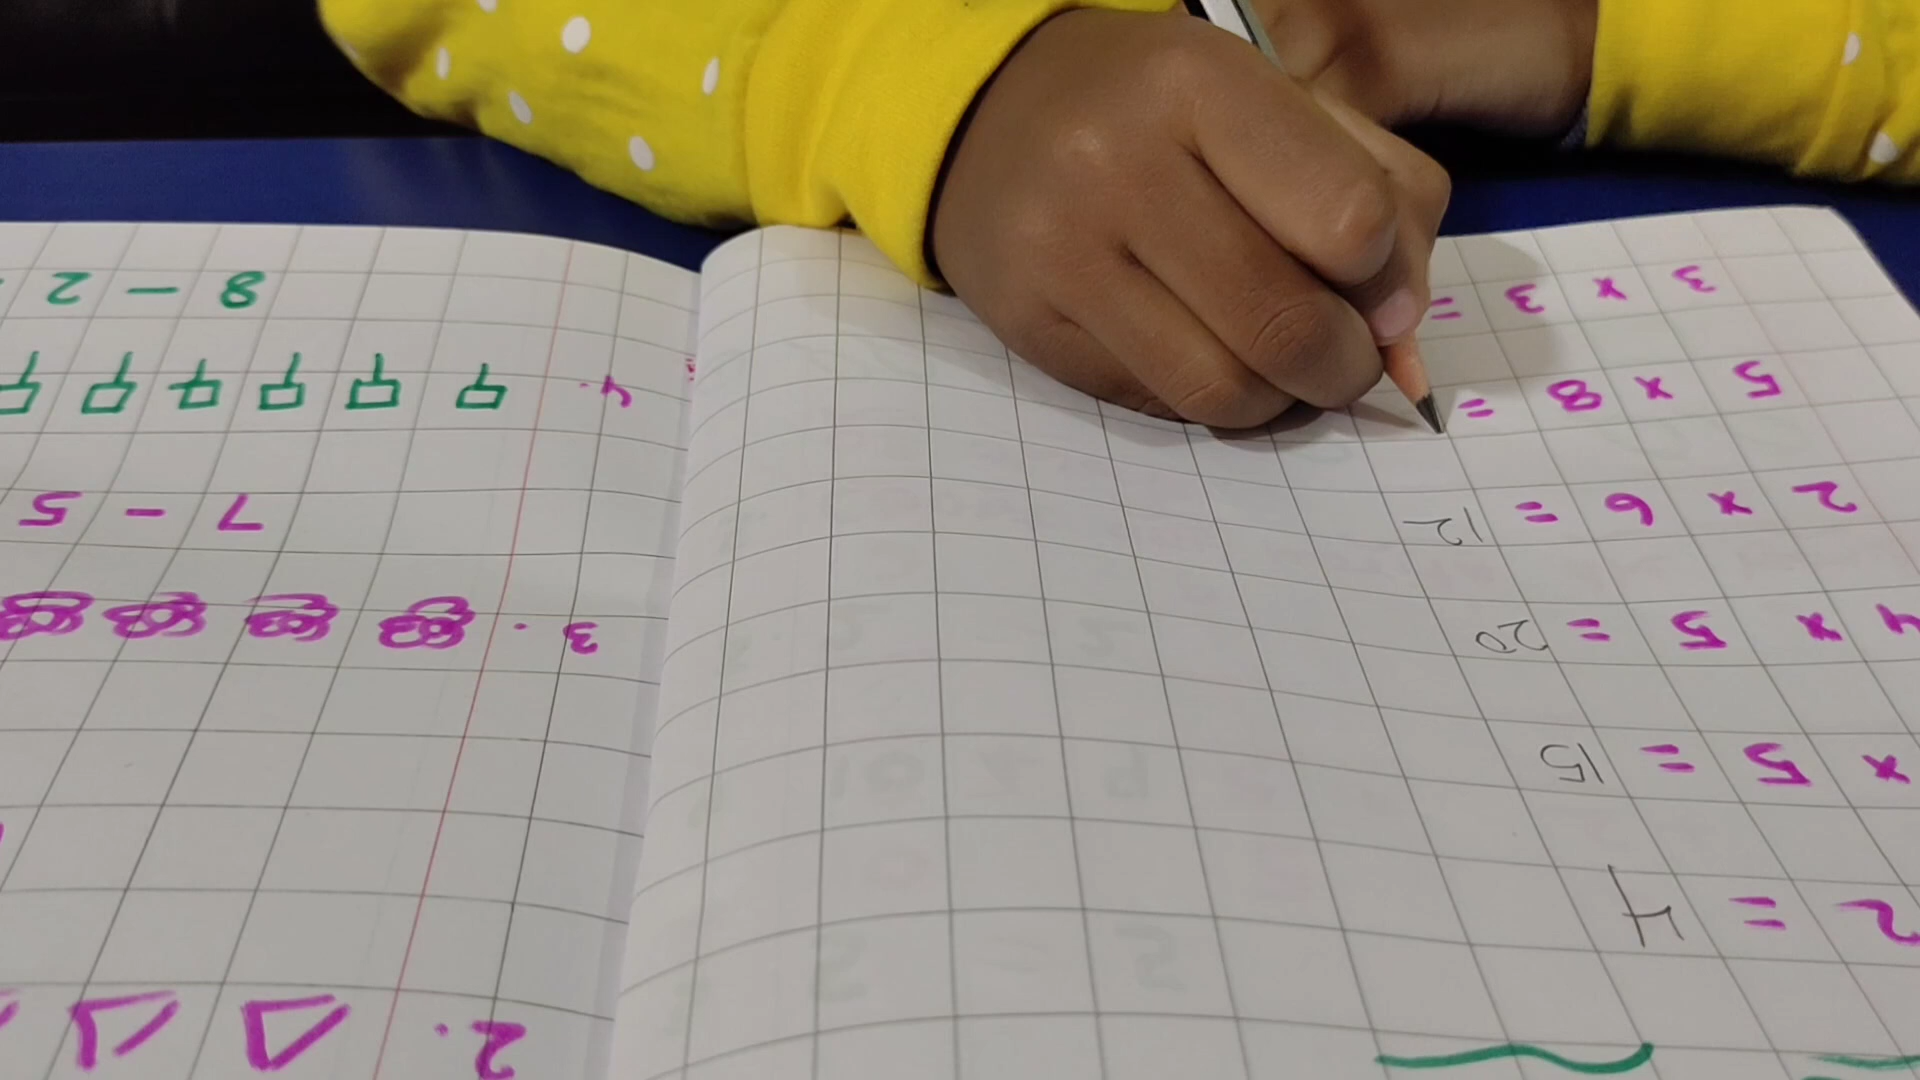 2 = 4
x 5 = 15
4 x 5 = 20
2 x 6 = 12
5 x 8 =
3 x 3 =
2.
3.
7 - 5
4.
8 - 2